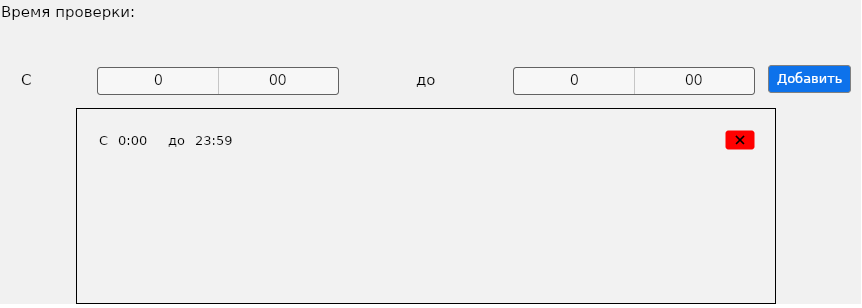 Время проверки:
С 0 00 до 0 00 Добавить
С 0:00 до 23:59 ✕